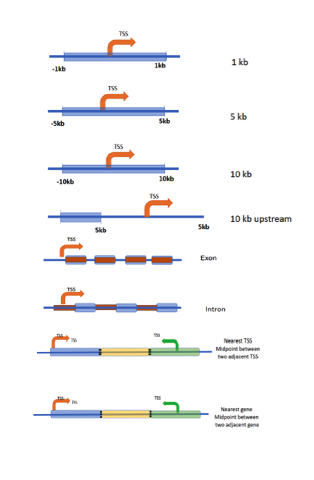 TSS
-1kb 1kb 1 kb
TSS
-5kb 5kb 5 kb
TSS
-10kb 10kb 10 kb
TSS
5kb 5kb 10 kb upstream
TSS
Exon
TSS
Intron
TSS TSS TSS Nearest TSS
Midpoint between
two adjacent TSS
TSS TSS TSS Nearest gene
Midpoint between
two adjacent gene